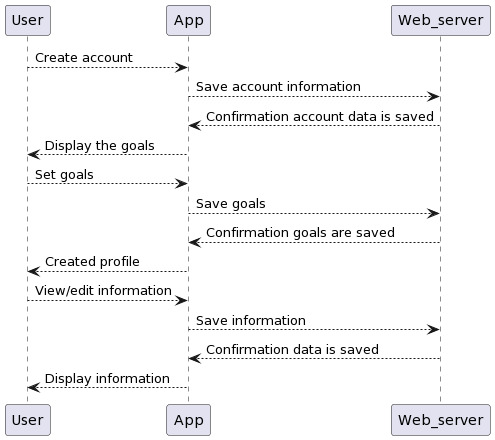 User App Web_server
Create account
Save account information
Confirmation account data is saved
Display the goals
Set goals
Save goals
Confirmation goals are saved
Created profile
View/edit information
Save information
Confirmation data is saved
Display information
User App Web_server